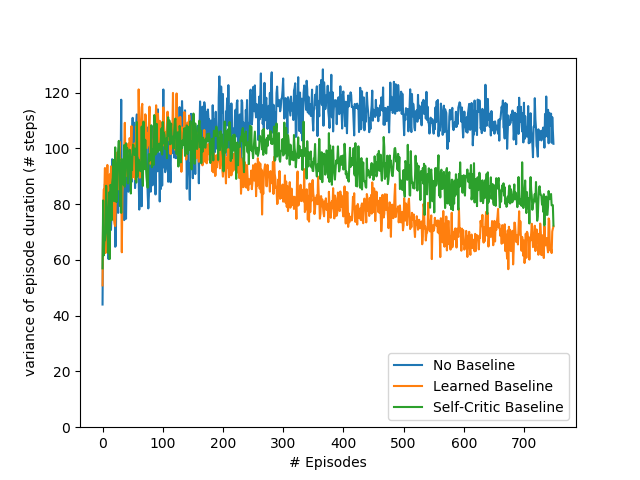 120
100
80
60
40
20
0
variance of episode duration (# steps)
0 100 200 300 400 500 600 700
# Episodes
No Baseline
Learned Baseline
Self-Critic Baseline